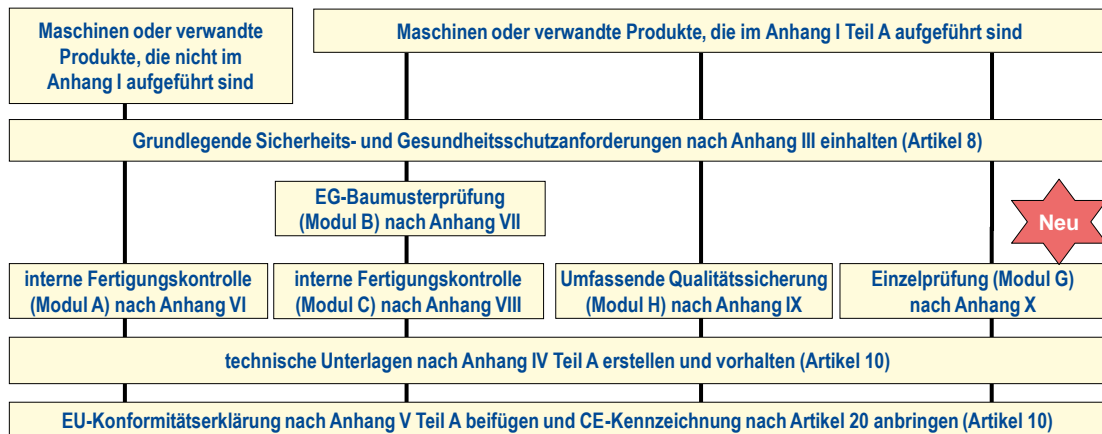 Maschinen oder verwandte
Produkte, die nicht im
Anhang I aufgeführt sind
Maschinen oder verwandte Produkte, die im Anhang I Teil A aufgeführt sind
Grundlegende Sicherheits- und Gesundheitsschutzanforderungen nach Anhang III einhalten (Artikel 8)
EG-Baumusterprüfung
(Modul B) nach Anhang VII
Neu
interne Fertigungskontrolle
(Modul A) nach Anhang VI
interne Fertigungskontrolle
(Modul C) nach Anhang VIII
Umfassende Qualitätssicherung
(Modul H) nach Anhang IX
Einzelprüfung (Modul G)
nach Anhang X
technische Unterlagen nach Anhang IV Teil A erstellen und vorhalten (Artikel 10)
EU-Konformitätserklärung nach Anhang V Teil A beifügen und CE-Kennzeichnung nach Artikel 20 anbringen (Artikel 10)